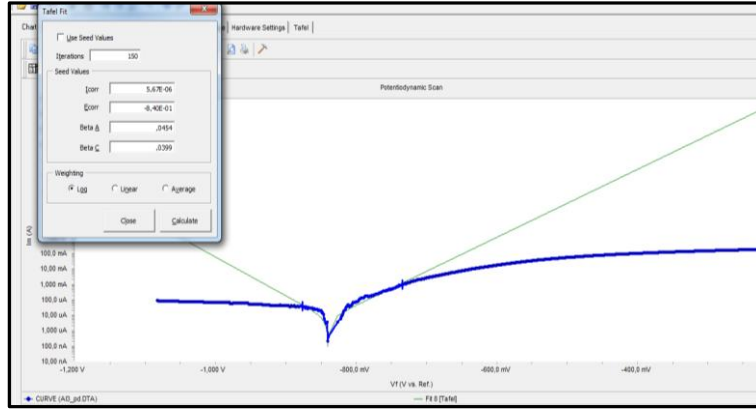 Tafel Fit
Hardware Settings
Tafel
Use Seed Values
Iterations 150
Seed Values
Icorr 5,67E-06
Ecorr -8,40E-01
Beta A ,0454
Beta C ,0399
Weighting
Log Linear Average
Close Calculate
Potentiodynamic Scan
Im (A)
100,0 mA
10,00 mA
1,000 mA
100,0 uA
10,00 uA
1,000 uA
100,0 nA
10,00 nA
-1,200 V -1,000 V -800,0 mV -600,0 mV -400,0 mV
Vf (V vs. Ref.)
CURVE (AO_pd.DTA) Fit 8 [Tafel]